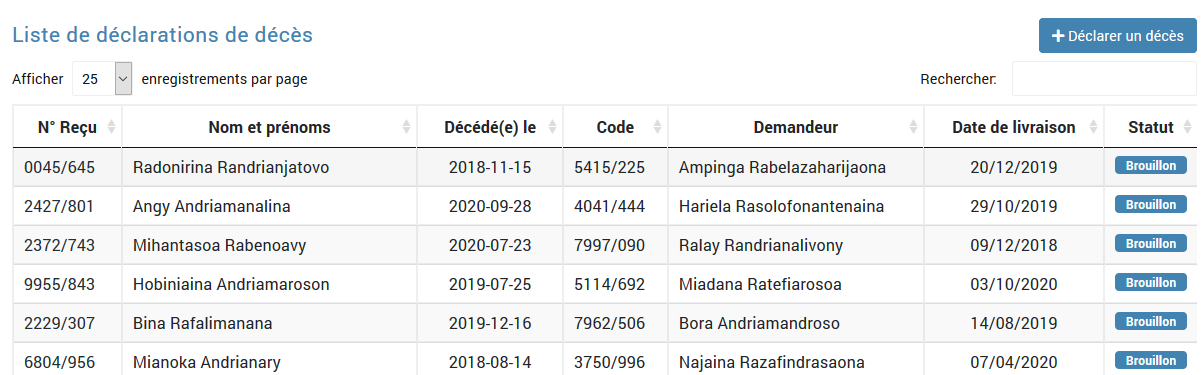 Liste de déclarations de décès
Déclarer un décès
Afficher 25 enregistrements par page
Rechercher:
N° Reçu Nom et prénoms Décédé(e) le Code Demandeur Date de livraison Statut
0045/645 Radonirina Randrianjatovo 2018-11-15 5415/225 Ampinga Rabelazaharijaona 20/12/2019 Brouillon
2427/801 Angy Andriamanalina 2020-09-28 4041/444 Hariela Rasolofonantenaina 29/10/2019 Brouillon
2372/743 Mihantasoa Rabenoavy 2020-07-23 7997/090 Ralay Randrianalivony 09/12/2018 Brouillon
9955/843 Hobiniaina Andriamaroson 2019-07-25 5114/692 Miadana Ratefiarosoa 03/10/2020 Brouillon
2229/307 Bina Rafalimanana 2019-12-16 7962/506 Bora Andriamandroso 14/08/2019 Brouillon
6804/956 Mianoka Andrianary 2018-08-14 3750/996 Najaina Razafindrasaona 07/04/2020 Brouillon